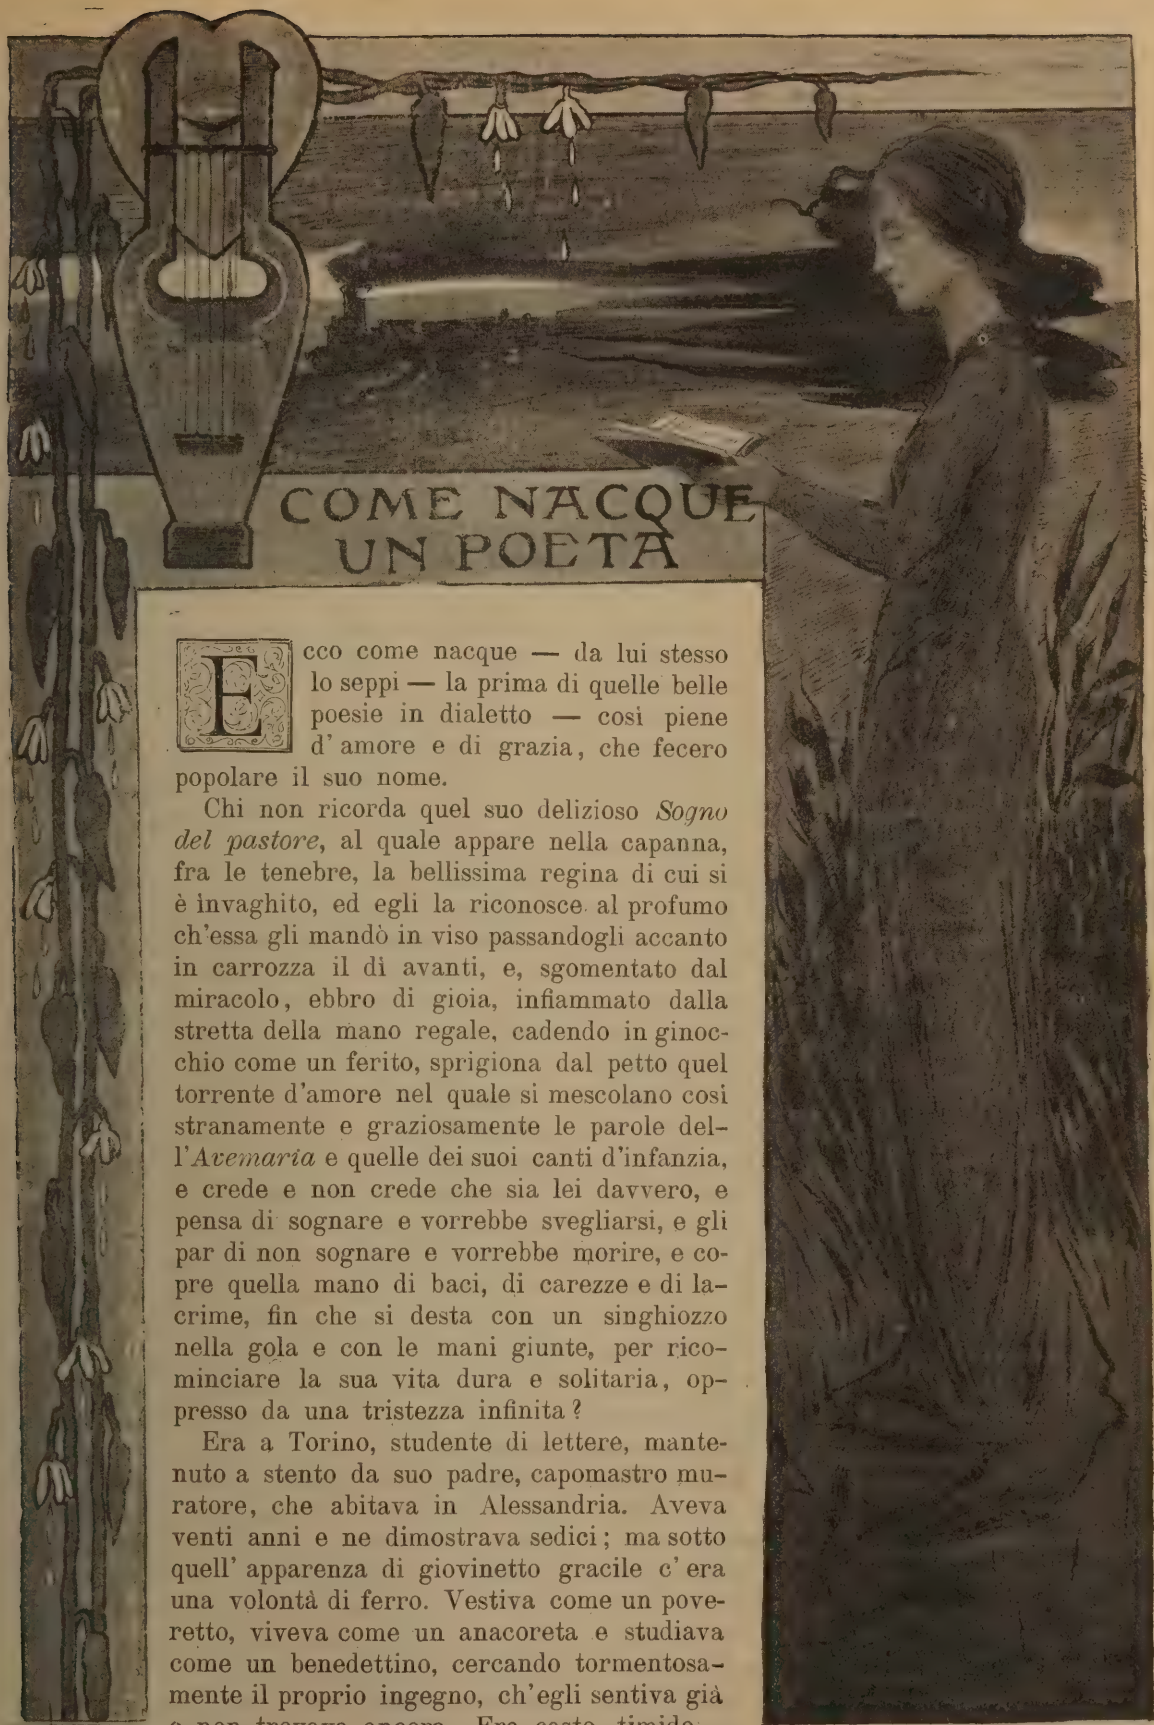 COME NACQUE
UN POETA
Ecco come nacque — da lui stesso
lo seppi — la prima di quelle belle
poesie in dialetto — così piene
d' amore e di grazia, che fecero
popolare il suo nome.
Chi non ricorda quel suo delizioso Sogno
del pastore, al quale appare nella capanna,
fra le tenebre, la bellissima regina di cui si
è invaghito, ed egli la riconosce al profumo
ch'essa gli mandò in viso passandogli accanto
in carrozza il dì avanti, e, sgomentato dal
miracolo, ebbro di gioia, infiammato dalla
stretta della mano regale, cadendo in ginoc-
chio come un ferito, sprigiona dal petto quel
torrente d'amore nel quale si mescolano così
stranamente e graziosamente le parole del-
l'Avemaria e quelle dei suoi canti d'infanzia,
e crede e non crede che sia lei davvero, e
pensa di sognare e vorrebbe svegliarsi, e gli
par di non sognare e vorrebbe morire, e co-
pre quella mano di baci, di carezze e di la-
crime, fin che si desta con un singhiozzo
nella gola e con le mani giunte, per rico-
minciare la sua vita dura e solitaria, op-
presso da una tristezza infinita?
Era a Torino, studente di lettere, mante-
nuto a stento da suo padre, capomastro mu-
ratore, che abitava in Alessandria. Aveva
venti anni e ne dimostrava sedici; ma sotto
quell' apparenza di giovinetto gracile c' era
una volontà di ferro. Vestiva come un pove-
retto, viveva come un anacoreta e studiava
come un benedettino, cercando tormentosa-
mente il proprio ingegno, ch'egli sentiva già
e non trovava ancora. Era casto, timido,